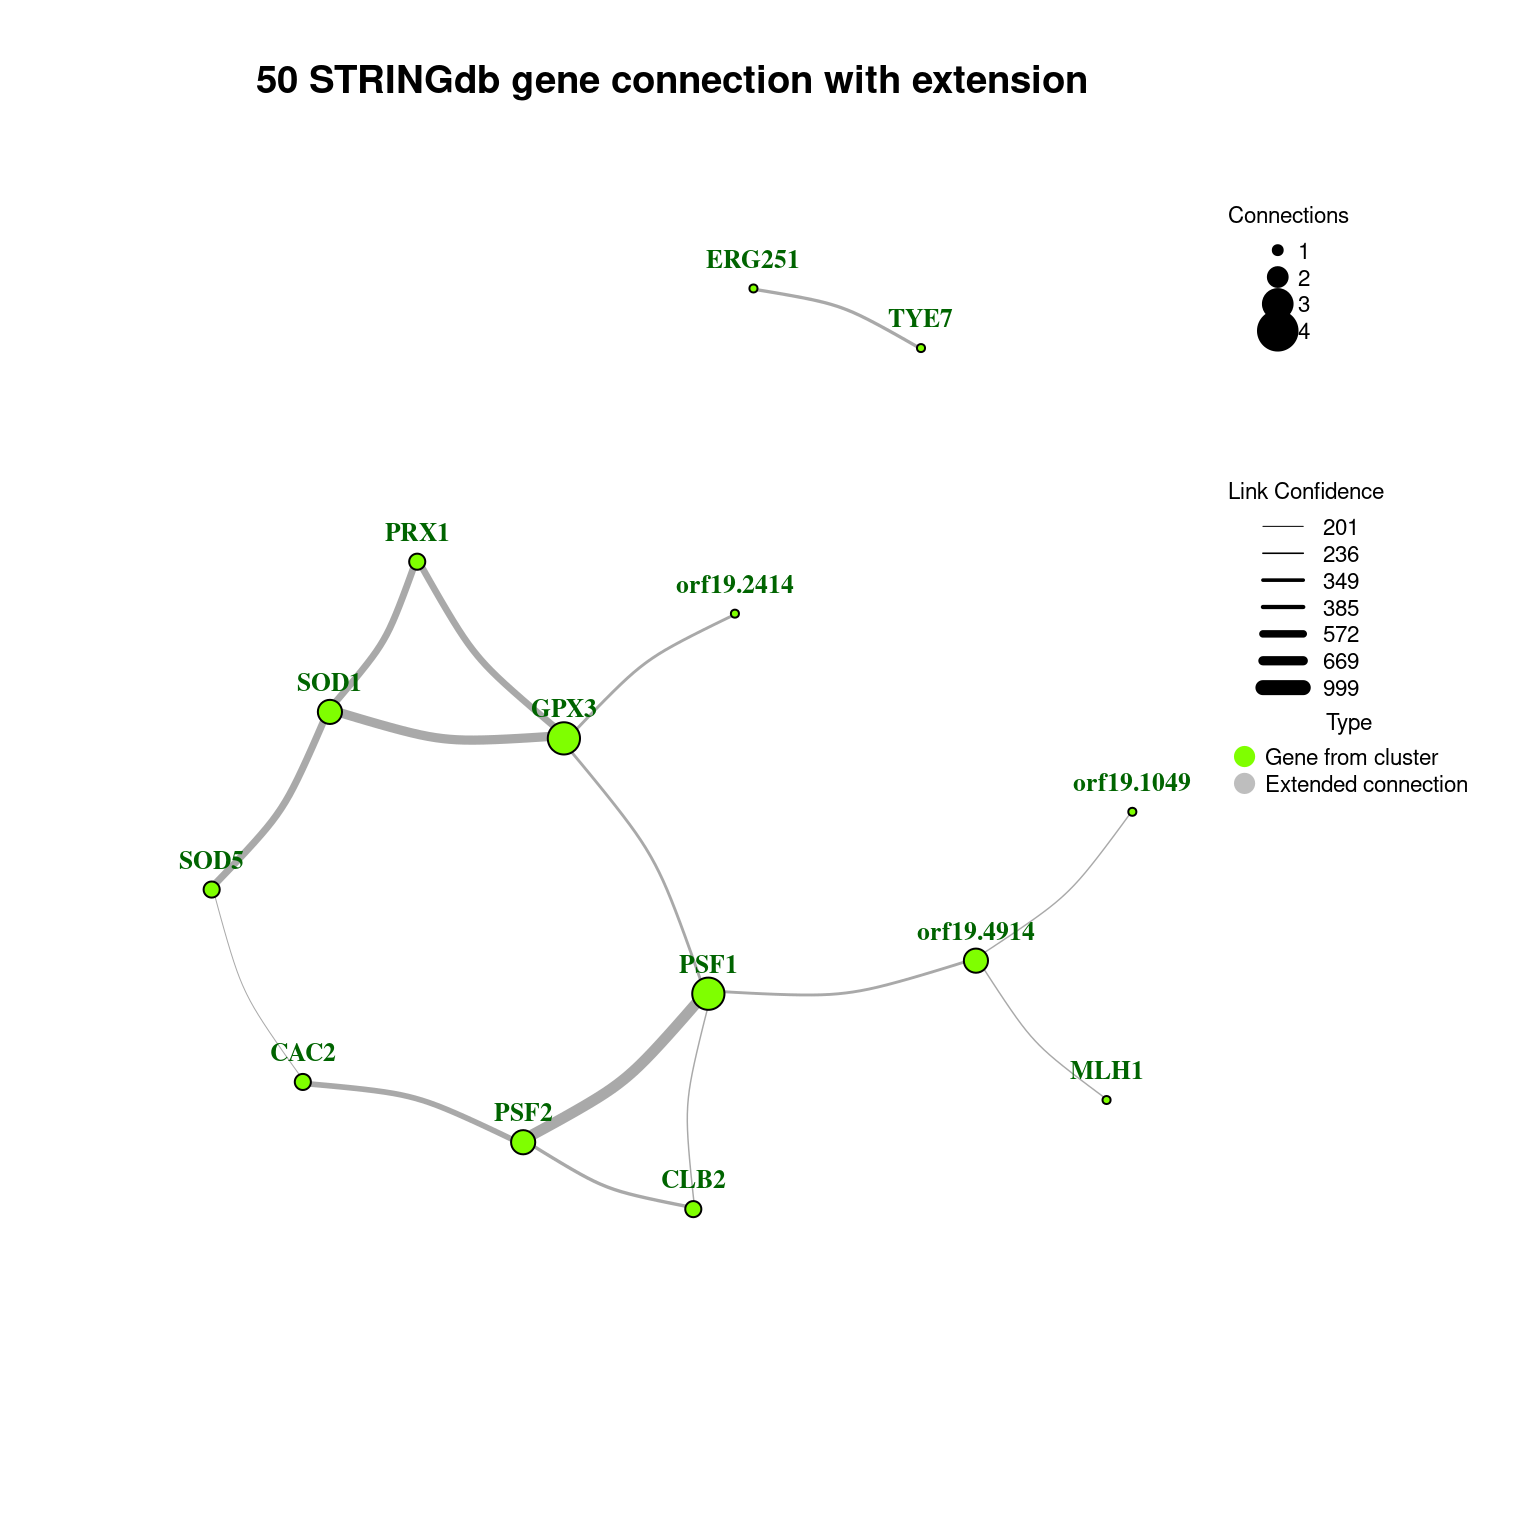 50 STRINGdb gene connection with extension
Connections
1
2
3
4
ERG251
TYE7
Link Confidence
201
236
349
385
572
669
999
Type
Gene from cluster
Extended connection
PRX1
orf19.2414
SOD1
GPX3
orf19.1049
SOD5
orf19.4914
PSF1
CAC2
MLH1
PSF2
CLB2